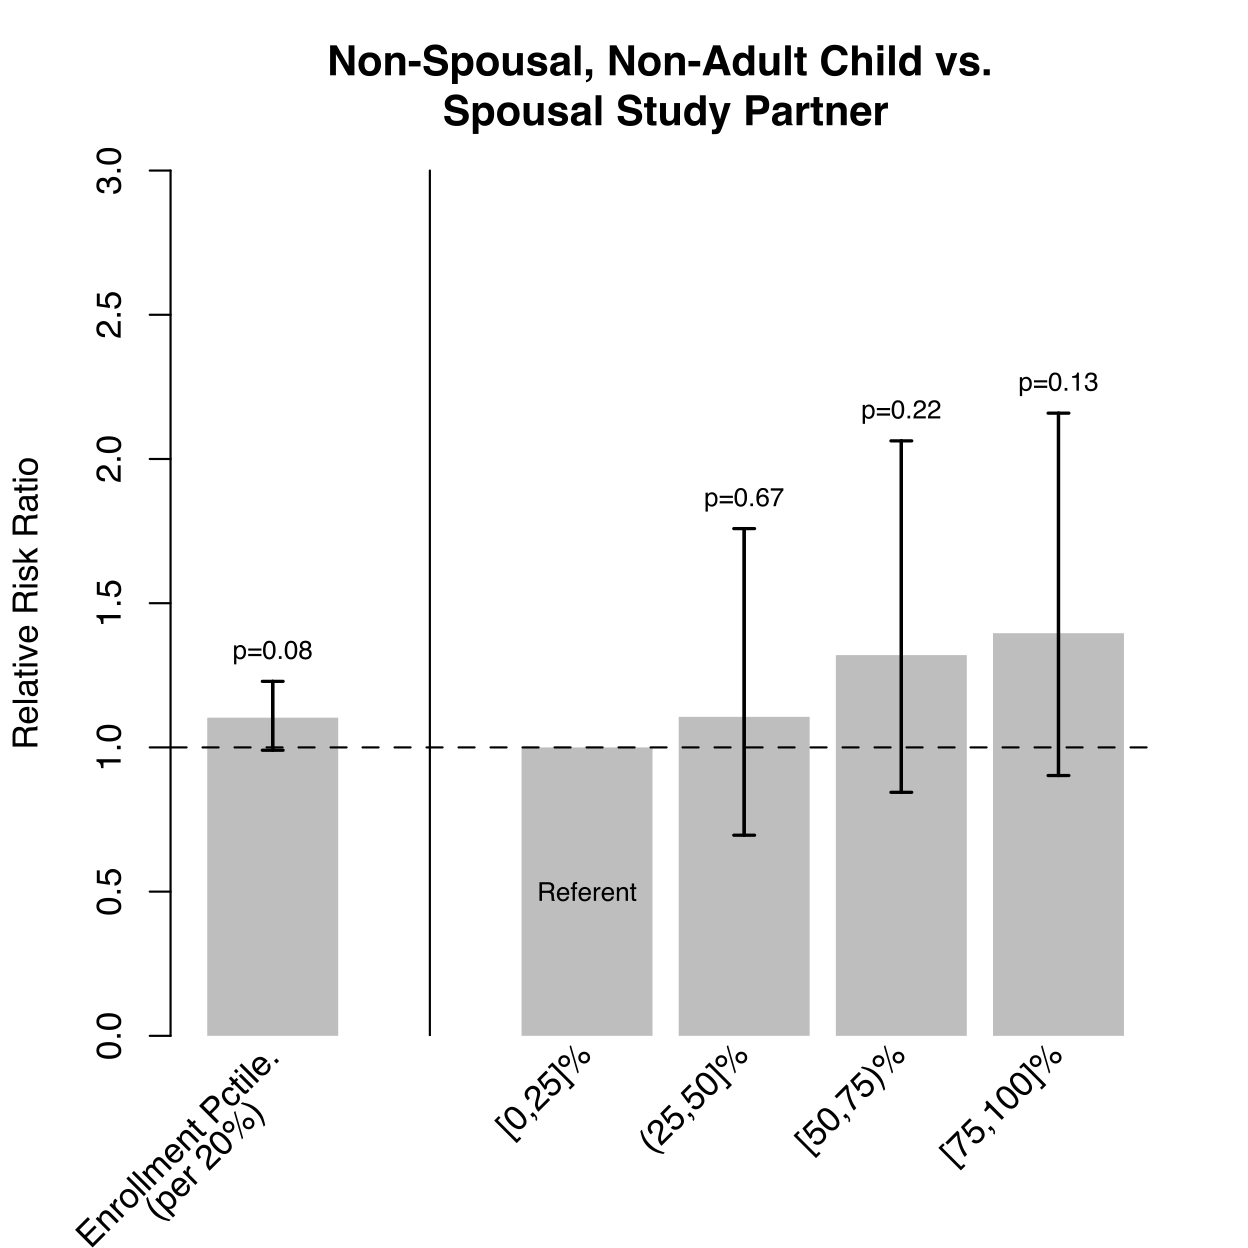 Non-Spousal, Non-Adult Child vs.
Spousal Study Partner
Relative Risk Ratio
3.0
2.5
2.0
1.5
1.0
0.5
0.0
p=0.08
Referent
p=0.67
p=0.22
p=0.13
Enrollment Pctile.
(per 20%)
[0,25]%
(25,50]%
[50,75)%
[75,100]%